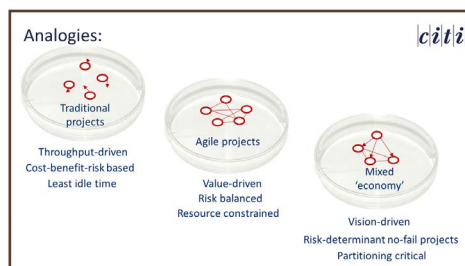 Analogies:
|c|i|t|i
Traditional
projects
Throughput-driven
Cost-benefit-risk based
Least idle time
Agile projects
Value-driven
Risk balanced
Resource constrained
Mixed
'economy'
Vision-driven
Risk-determinant no-fail projects
Partitioning critical